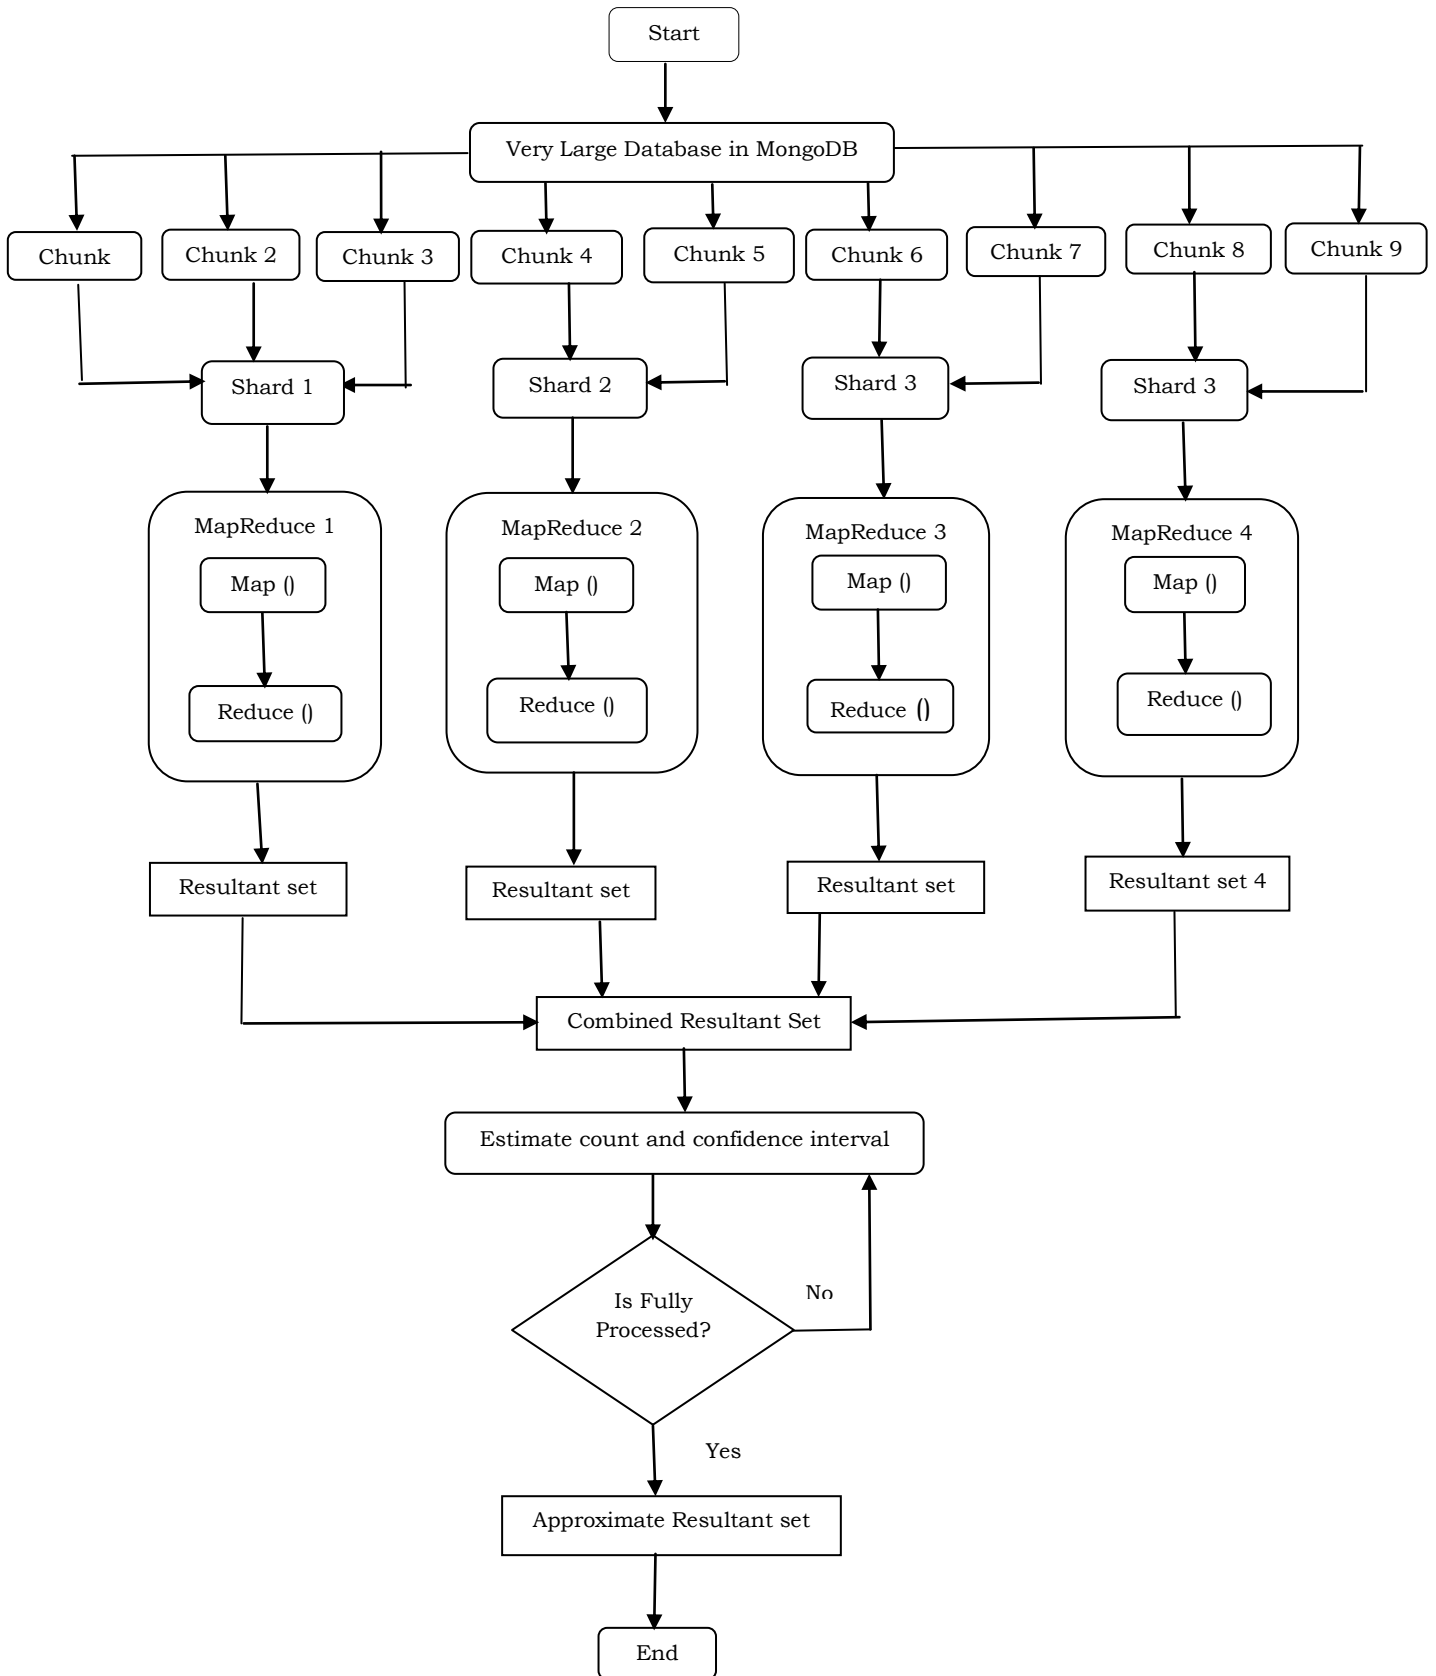 Start
Very Large Database in MongoDB
Chunk
Chunk 2
Chunk 3
Chunk 4
Chunk 5
Chunk 6
Chunk 7
Chunk 8
Chunk 9
Shard 1
Shard 2
Shard 3
Shard 3
MapReduce 1
Map ()
Reduce ()
MapReduce 2
Map ()
Reduce ()
MapReduce 3
Map ()
Reduce ()
MapReduce 4
Map ()
Reduce ()
Resultant set
Resultant set
Resultant set
Resultant set 4
Combined Resultant Set
Estimate count and confidence interval
Is Fully
Processed?
No
Yes
Approximate Resultant set
End